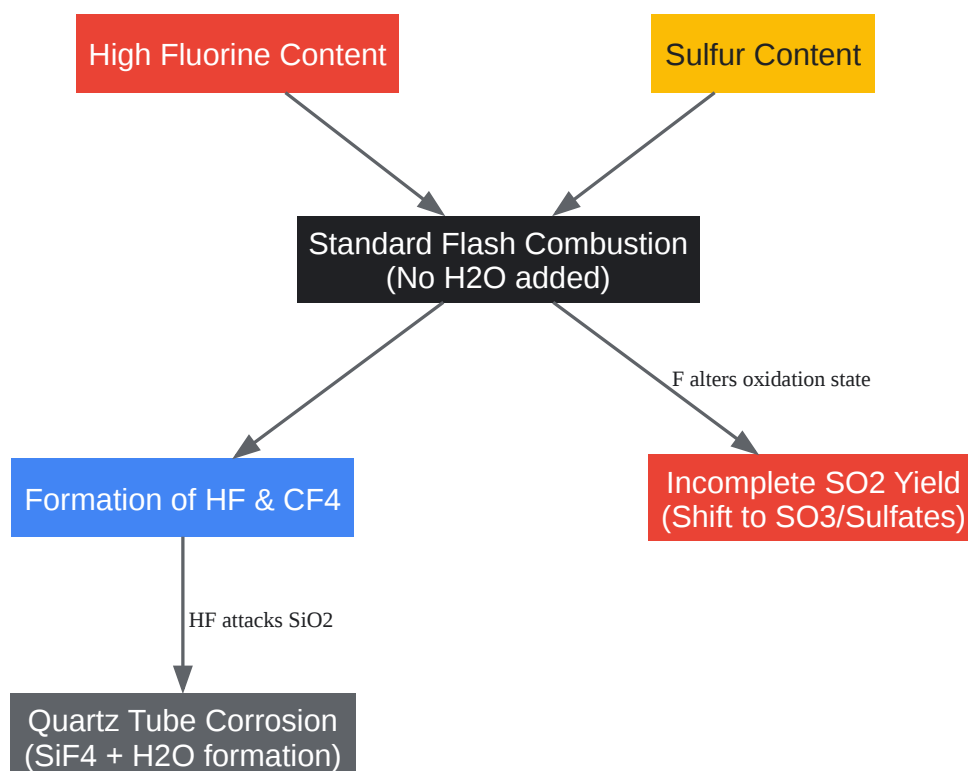 High Fluorine Content
Sulfur Content
Standard Flash Combustion
(No H2O added)
F alters oxidation state
Formation of HF & CF4
Incomplete SO2 Yield
(Shift to SO3/Sulfates)
HF attacks SiO2
Quartz Tube Corrosion
(SiF4 + H2O formation)